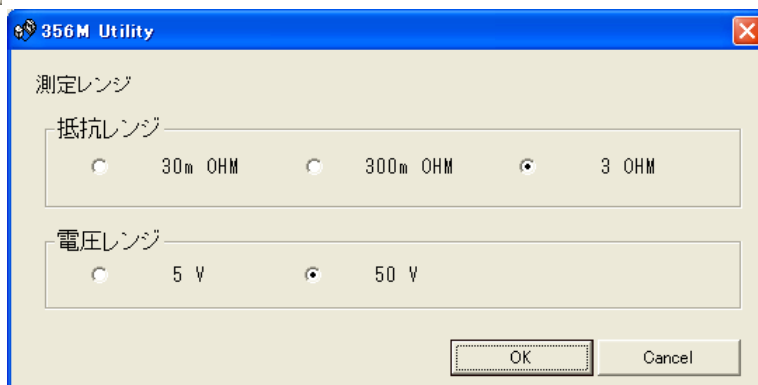 356M Utility
測定レンジ
抵抗レンジ
30m OHM 300m OHM 3 OHM
電圧レンジ
5 V 50 V
OK Cancel